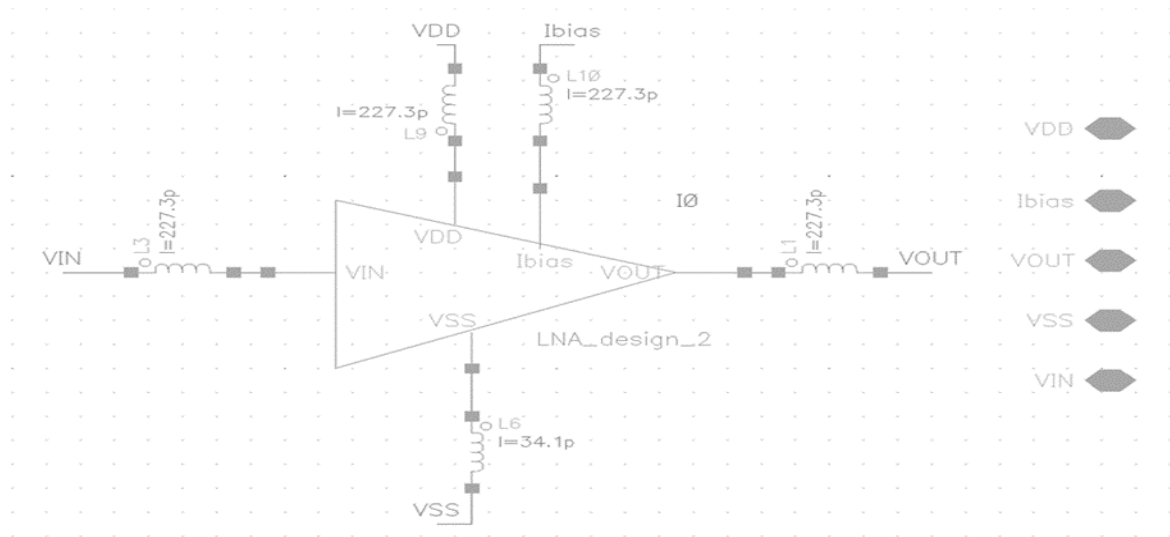 VDD
Ibias
L10
l=227.3p
l=227.3p
L9
VDD
Ibias
VIN
L3
l=227.3p
VIN
VDD
Ibias
VOUT
VSS
I0
LNA_design_2
L1
l=227.3p
VOUT
VOUT
VSS
VIN
L6
l=34.1p
VSS